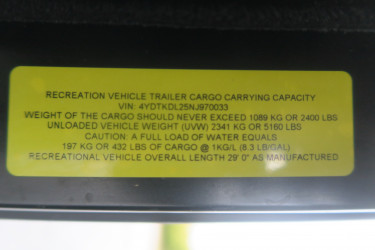 RECREATION VEHICLE TRAILER CARGO CARRYING CAPACITY
VIN: 4YDTKDL25NJ970033
WEIGHT OF THE CARGO SHOULD NEVER EXCEED 1089 KG OR 2400 LBS
UNLOADED VEHICLE WEIGHT (UVW) 2341 KG OR 5160 LBS
CAUTION: A FULL LOAD OF WATER EQUALS
197 KG OR 432 LBS OF CARGO @ 1KG/L (8.3 LB/GAL)
RECREATIONAL VEHICLE OVERALL LENGTH 29' 0" AS MANUFACTURED